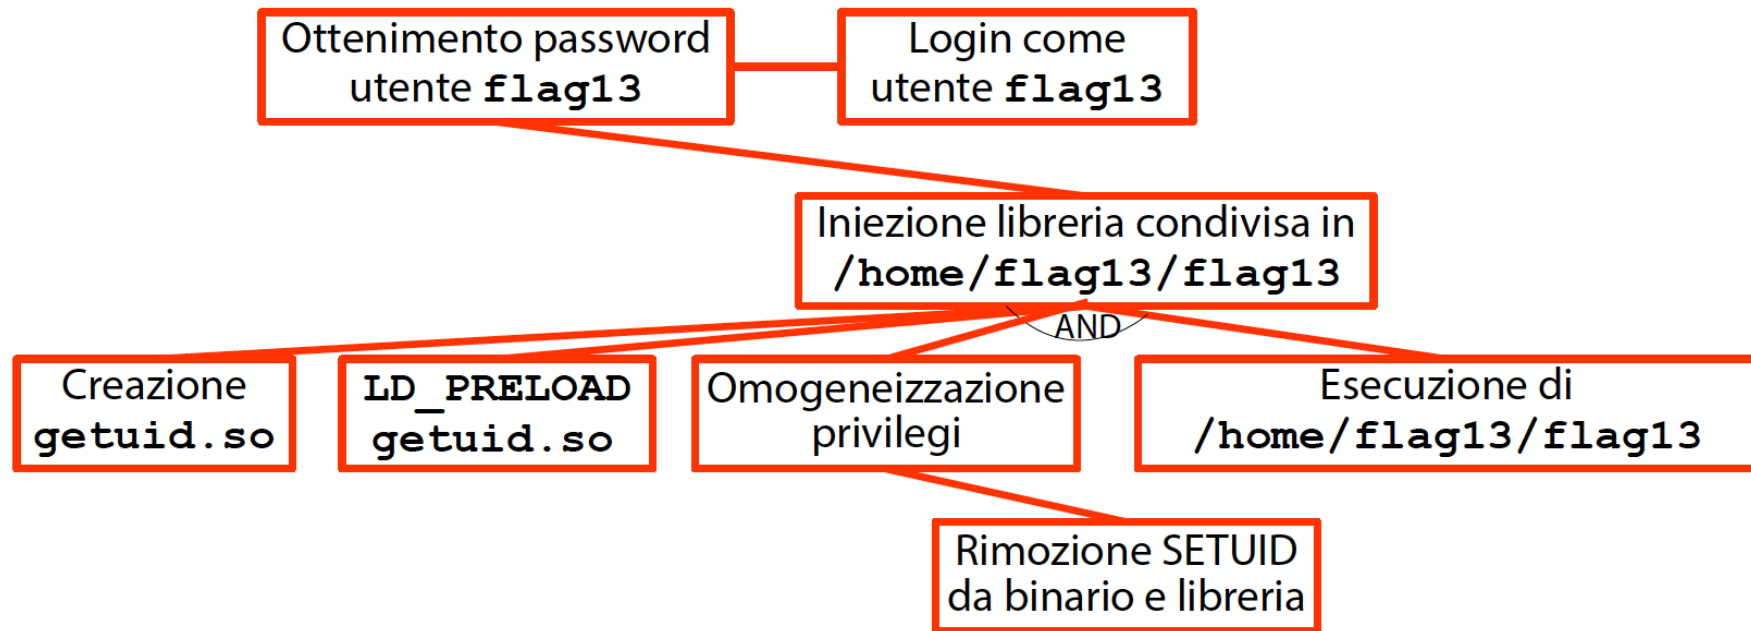 Ottenimento password
utente flag13
Login come
utente flag13
Iniezione libreria condivisa in
/home/flag13/flag13
AND
Creazione
getuid.so
LD_PRELOAD
getuid.so
Omogeneizzazione
privilegi
Esecuzione di
/home/flag13/flag13
Rimozione SETUID
da binario e libreria